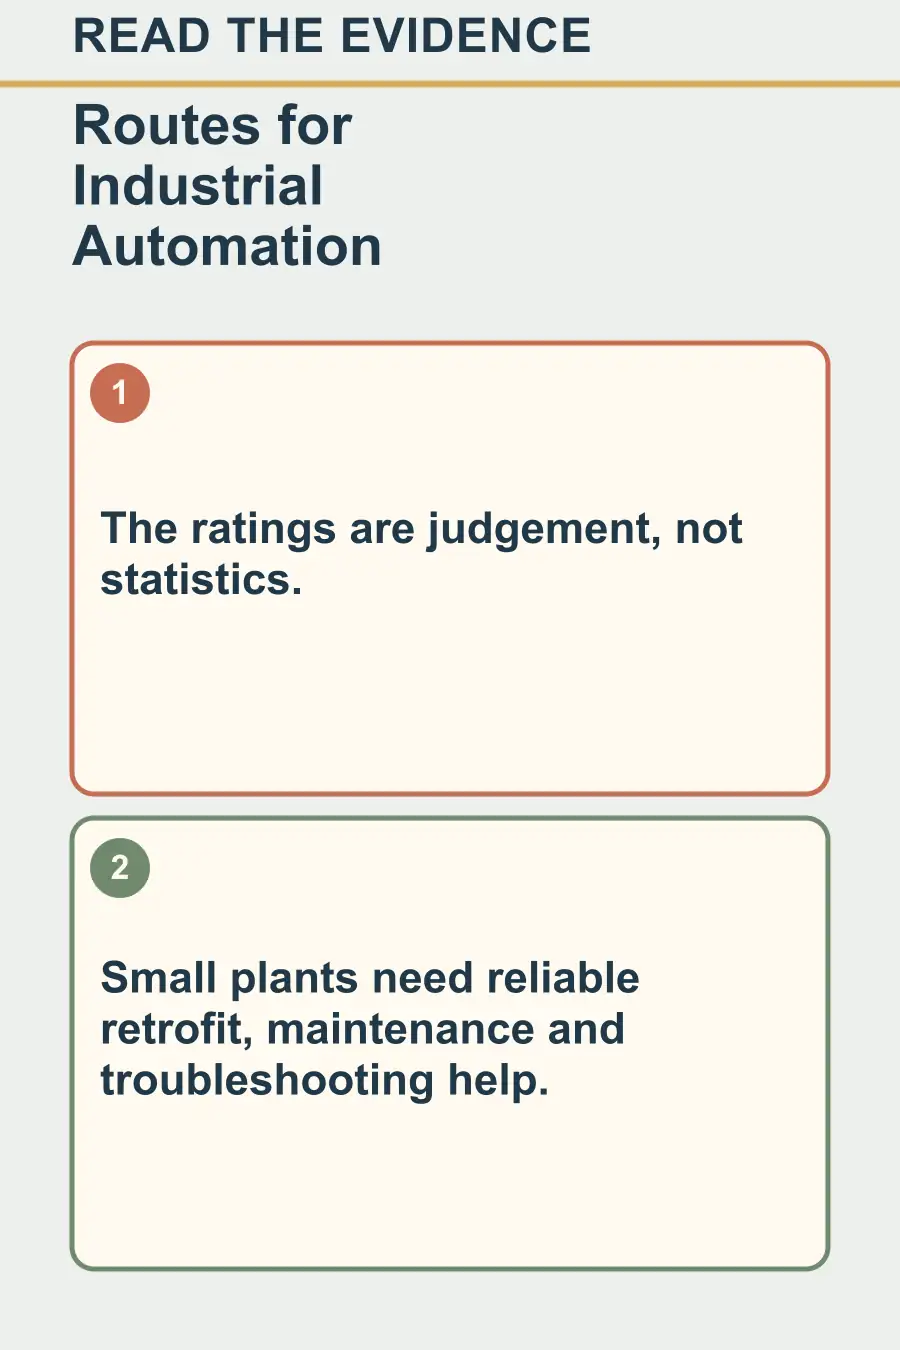 READ THE EVIDENCE
Routes for
Industrial
Automation
1
The ratings are judgement, not
statistics.
2
Small plants need reliable
retrofit, maintenance and
troubleshooting help.